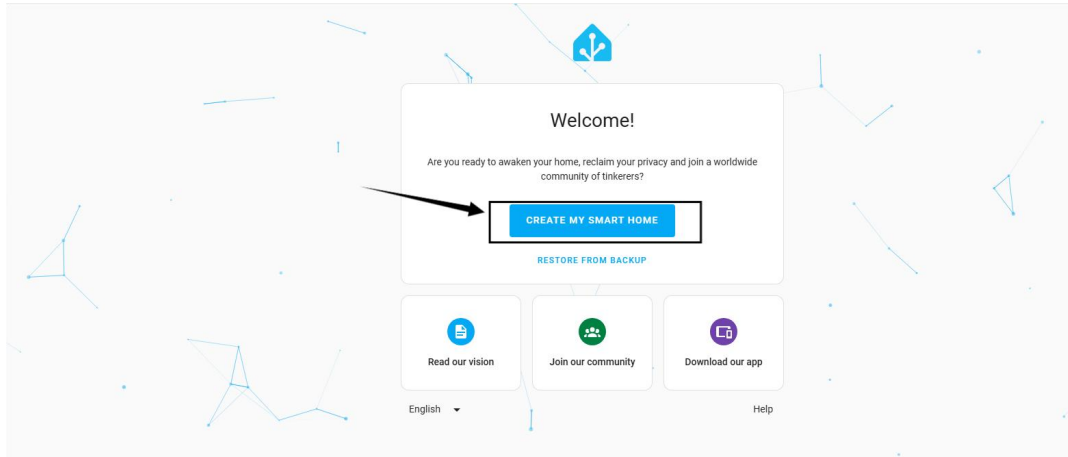 Welcome!
Are you ready to awaken your home, reclaim your privacy and join a worldwide
community of tinkerers?
CREATE MY SMART HOME
RESTORE FROM BACKUP
Read our vision
Join our community
Download our app
English
Help